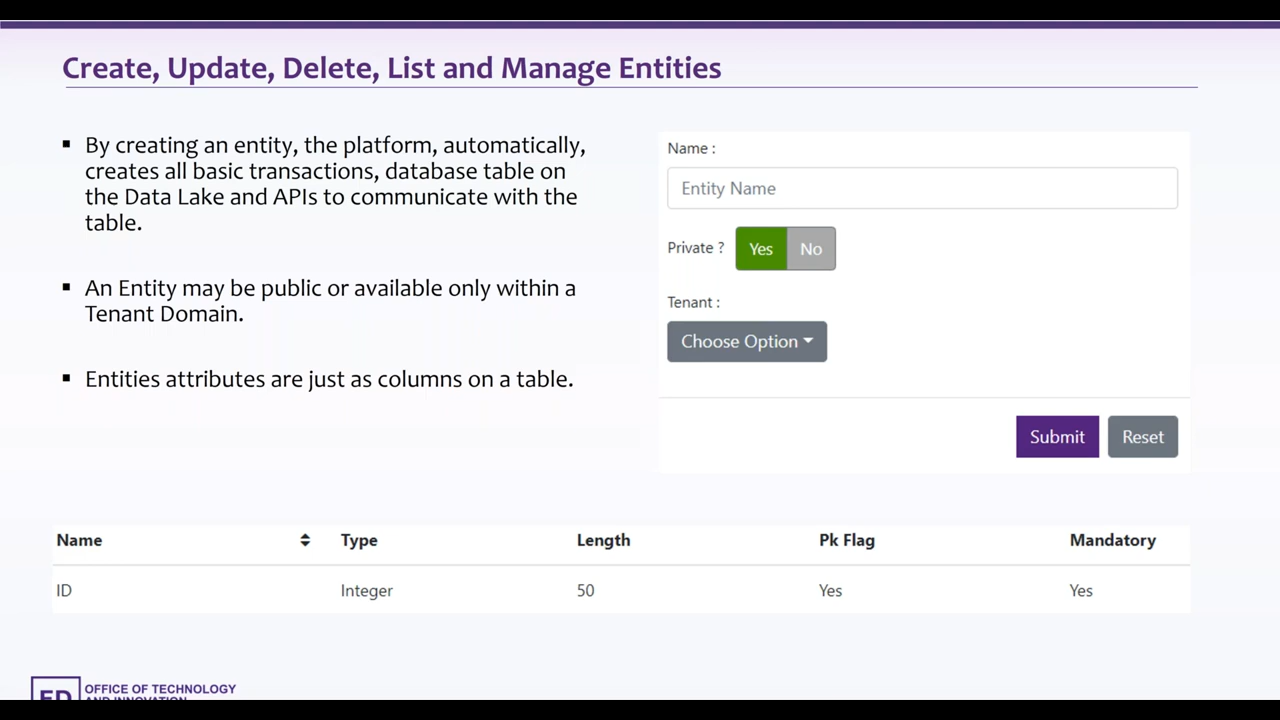 Create, Update, Delete, List and Manage Entities
By creating an entity, the platform, automatically,
creates all basic transactions, database table on
the Data Lake and APIs to communicate with the
table.
An Entity may be public or available only within a
Tenant Domain.
Entities attributes are just as columns on a table.
Name :
Entity Name
Private ? Yes No
Tenant :
Choose Option
Submit Reset
Name Type Length Pk Flag Mandatory
ID Integer 50 Yes Yes
ED OFFICE OF TECHNOLOGY
AND INNOVATION